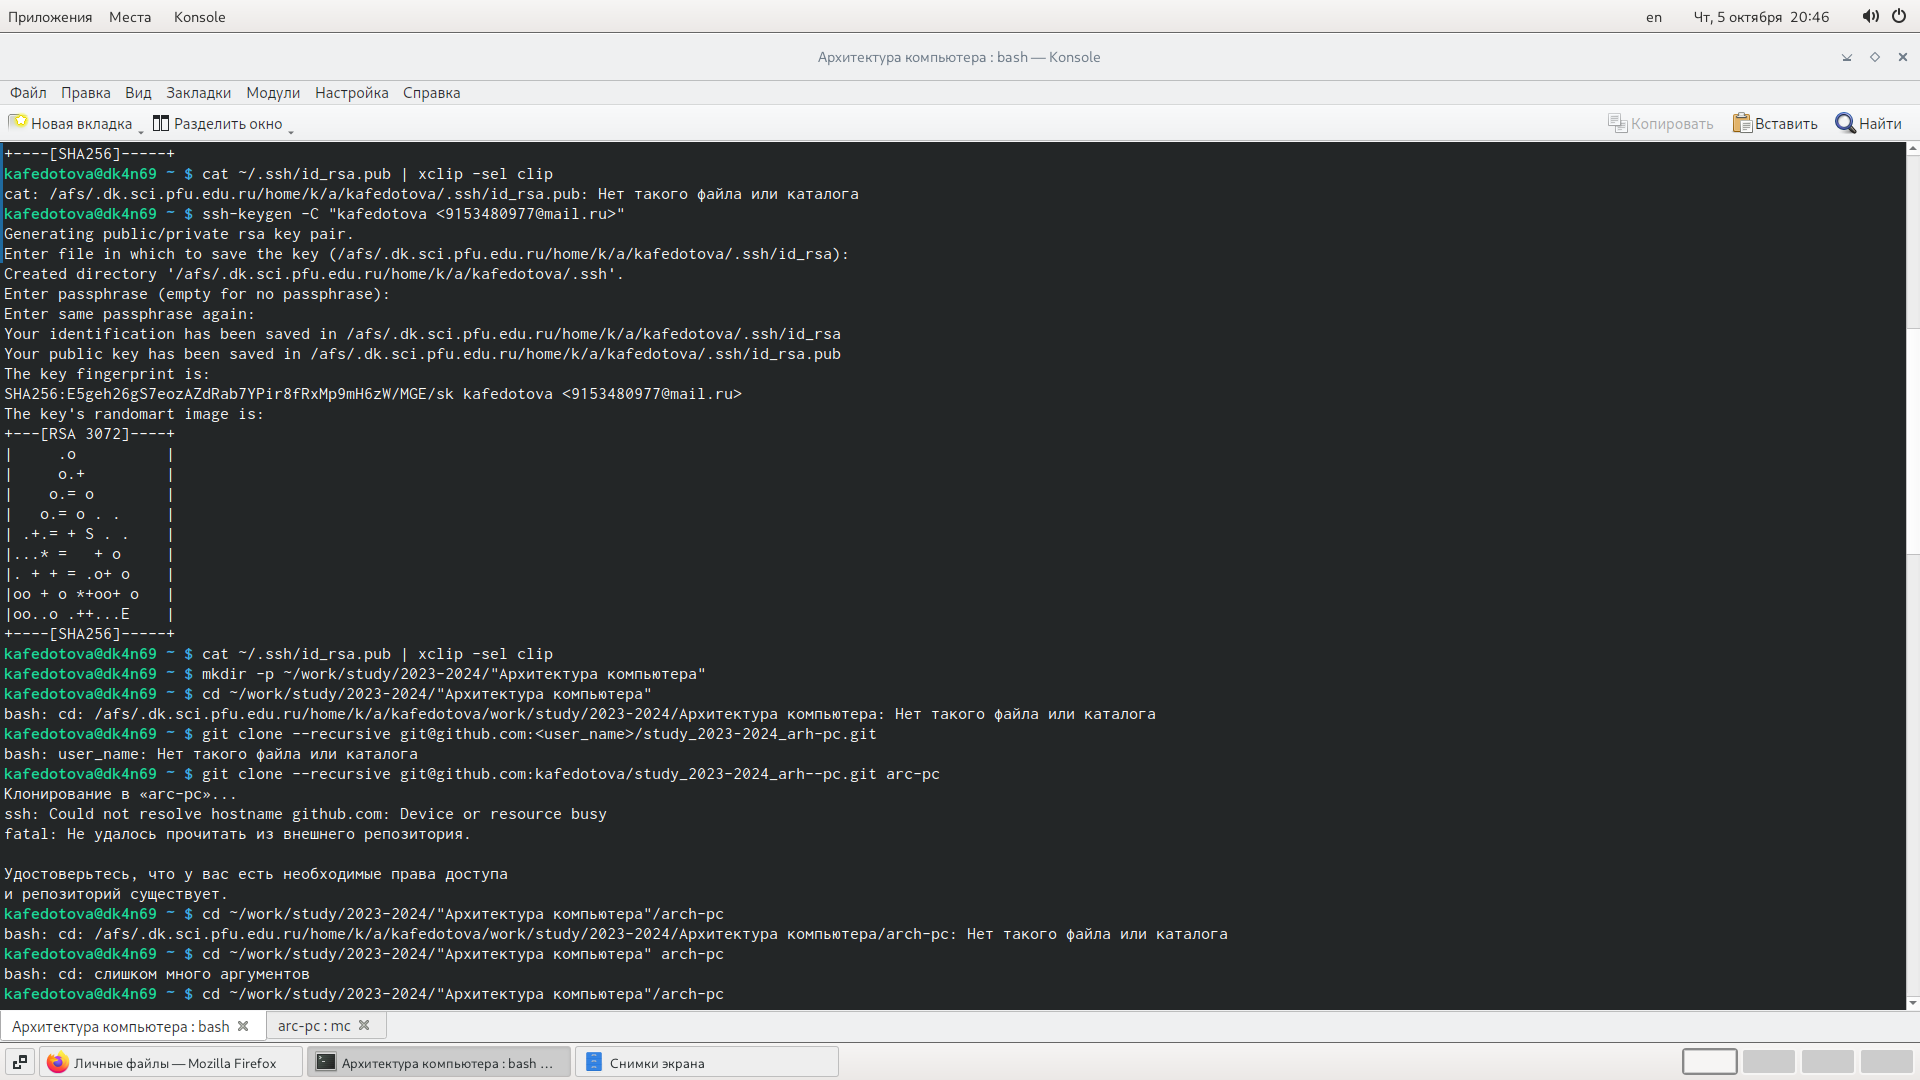 Приложения Места Konsole en Чт, 5 октября 20:46
Архитектура компьютера : bash — Konsole
Файл Правка Вид Закладки Модули Настройка Справка
Новая вкладка Разделить окно Копировать Вставить Найти
+----[SHA256]-----+
kafedotova@dk4n69 ~ $ cat ~/.ssh/id_rsa.pub | xclip -sel clip
cat: /afs/.dk.sci.pfu.edu.ru/home/k/a/kafedotova/.ssh/id_rsa.pub: Нет такого файла или каталога
kafedotova@dk4n69 ~ $ ssh-keygen -C "kafedotova <9153480977@mail.ru>"
Generating public/private rsa key pair.
Enter file in which to save the key (/afs/.dk.sci.pfu.edu.ru/home/k/a/kafedotova/.ssh/id_rsa):
Created directory '/afs/.dk.sci.pfu.edu.ru/home/k/a/kafedotova/.ssh'.
Enter passphrase (empty for no passphrase):
Enter same passphrase again:
Your identification has been saved in /afs/.dk.sci.pfu.edu.ru/home/k/a/kafedotova/.ssh/id_rsa
Your public key has been saved in /afs/.dk.sci.pfu.edu.ru/home/k/a/kafedotova/.ssh/id_rsa.pub
The key fingerprint is:
SHA256:E5geh26gS7eozAZdRab7YPir8fRxMp9mH6zW/MGE/sk kafedotova <9153480977@mail.ru>
The key's randomart image is:
+---[RSA 3072]----+
|     .o          |
|     o.+         |
|    o.= o        |
|   o.= o . .     |
| .+.= + S . .    |
|...* =   + o     |
|. + + = .o+ o    |
|oo + o *+oo+ o   |
|oo..o .++...E    |
+----[SHA256]-----+
kafedotova@dk4n69 ~ $ cat ~/.ssh/id_rsa.pub | xclip -sel clip
kafedotova@dk4n69 ~ $ mkdir -p ~/work/study/2023-2024/"Архитектура компьютера"
kafedotova@dk4n69 ~ $ cd ~/work/study/2023-2024/"Архитектура компьютера"
bash: cd: /afs/.dk.sci.pfu.edu.ru/home/k/a/kafedotova/work/study/2023-2024/Архитектура компьютера: Нет такого файла или каталога
kafedotova@dk4n69 ~ $ git clone --recursive git@github.com:<user_name>/study_2023-2024_arh-pc.git
bash: user_name: Нет такого файла или каталога
kafedotova@dk4n69 ~ $ git clone --recursive git@github.com:kafedotova/study_2023-2024_arh--pc.git arc-pc
Клонирование в «arc-pc»...
ssh: Could not resolve hostname github.com: Device or resource busy
fatal: Не удалось прочитать из внешнего репозитория.
Удостоверьтесь, что у вас есть необходимые права доступа
и репозиторий существует.
kafedotova@dk4n69 ~ $ cd ~/work/study/2023-2024/"Архитектура компьютера"/arch-pc
bash: cd: /afs/.dk.sci.pfu.edu.ru/home/k/a/kafedotova/work/study/2023-2024/Архитектура компьютера/arch-pc: Нет такого файла или каталога
kafedotova@dk4n69 ~ $ cd ~/work/study/2023-2024/"Архитектура компьютера" arch-pc
bash: cd: слишком много аргументов
kafedotova@dk4n69 ~ $ cd ~/work/study/2023-2024/"Архитектура компьютера"/arch-pc
Архитектура компьютера : bash arc-pc : mc
Личные файлы — Mozilla Firefox Архитектура компьютера : bash ... Снимки экрана